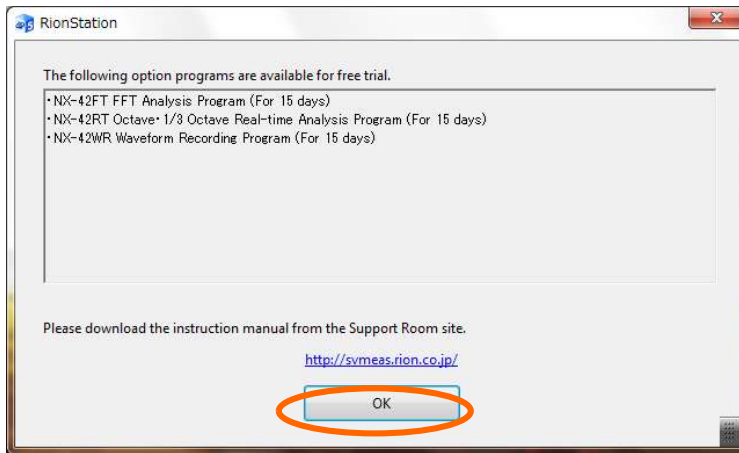 RionStation
The following option programs are available for free trial.
・NX-42FT FFT Analysis Program (For 15 days)
・NX-42RT Octave・1/3 Octave Real-time Analysis Program (For 15 days)
・NX-42WR Waveform Recording Program (For 15 days)
Please download the instruction manual from the Support Room site.
http://svmeas.rion.co.jp/
OK